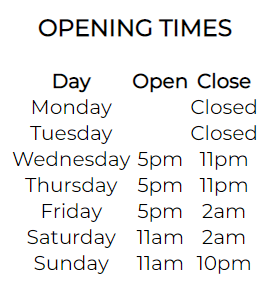 OPENING TIMES
Day Open Close
Monday Closed
Tuesday Closed
Wednesday 5pm 11pm
Thursday 5pm 11pm
Friday 5pm 2am
Saturday 11am 2am
Sunday 11am 10pm